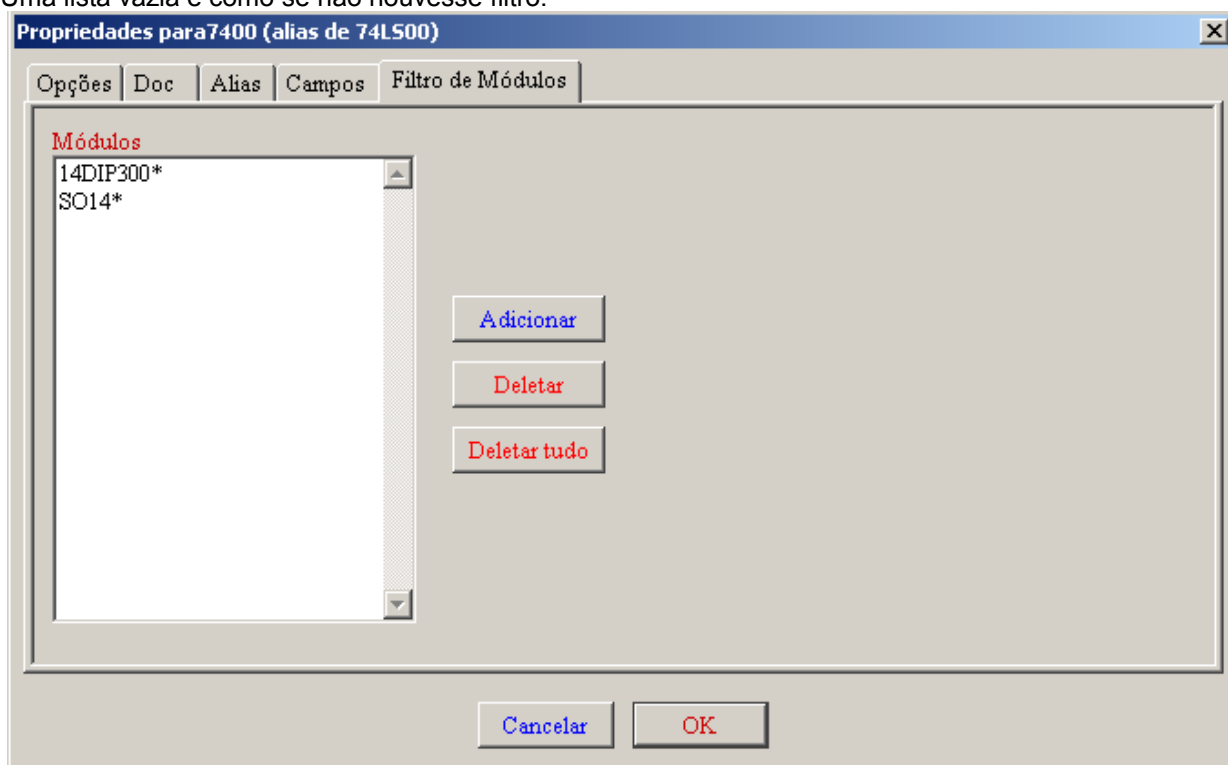 Uma lista vazia é como se não houvesse filtro.
Propriedades para7400 (alias de 74LS00)
Opções Doc Alias Campos Filtro de Módulos
Módulos
14DIP300*
SO14*
Adicionar
Deletar
Deletar tudo
Cancelar OK